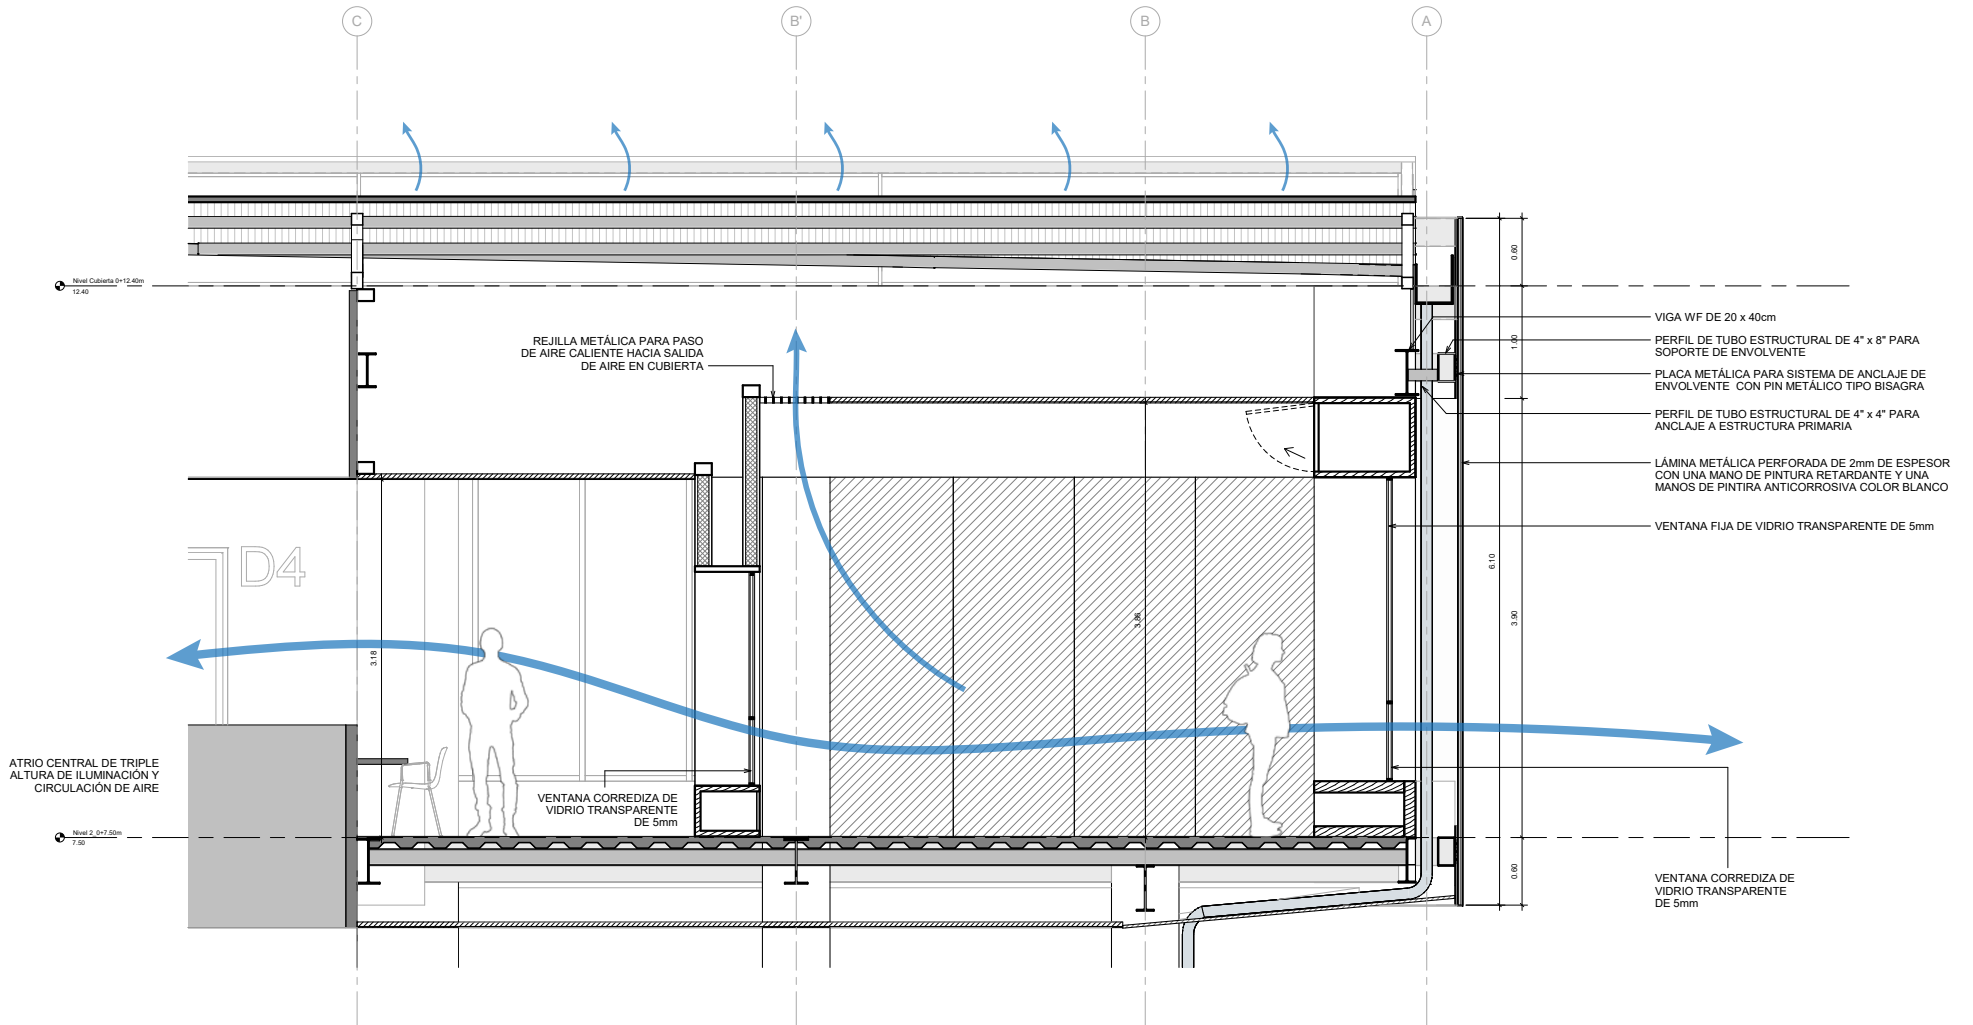 C
B'
B
A
Nivel Cubierta 0+12.40m
12.40
REJILLA METÁLICA PARA PASO
DE AIRE CALIENTE HACIA SALIDA
DE AIRE EN CUBIERTA
0.60
1.00
6.10
3.90
0.60
3.18
3.86
VIGA WF DE 20 x 40cm
PERFIL DE TUBO ESTRUCTURAL DE 4" x 8" PARA
SOPORTE DE ENVOLVENTE
PLACA METÁLICA PARA SISTEMA DE ANCLAJE DE
ENVOLVENTE CON PIN METÁLICO TIPO BISAGRA
PERFIL DE TUBO ESTRUCTURAL DE 4" x 4" PARA
ANCLAJE A ESTRUCTURA PRIMARIA
LÁMINA METÁLICA PERFORADA DE 2mm DE ESPESOR
CON UNA MANO DE PINTURA RETARDANTE Y UNA
MANOS DE PINTIRA ANTICORROSIVA COLOR BLANCO
VENTANA FIJA DE VIDRIO TRANSPARENTE DE 5mm
D4
ATRIO CENTRAL DE TRIPLE
ALTURA DE ILUMINACIÓN Y
CIRCULACIÓN DE AIRE
VENTANA CORREDIZA DE
VIDRIO TRANSPARENTE
DE 5mm
Nivel 2_0+7.50m
7.50
VENTANA CORREDIZA DE
VIDRIO TRANSPARENTE
DE 5mm